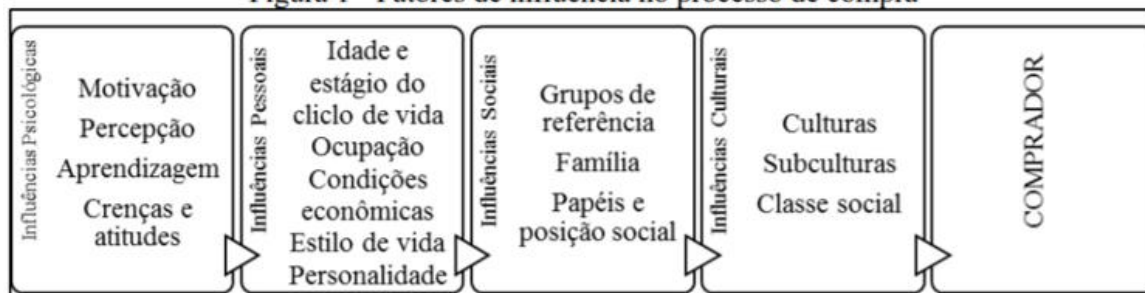 Influências Psicológicas
Motivação
Percepção
Aprendizagem
Crenças e
atitudes
Influências Pessoais
Idade e
estágio do
cliclo de vida
Ocupação
Condições
econômicas
Estilo de vida
Personalidade
Influências Sociais
Grupos de
referência
Família
Papéis e
posição social
Influências Culturais
Culturas
Subculturas
Classe social
COMPRADOR